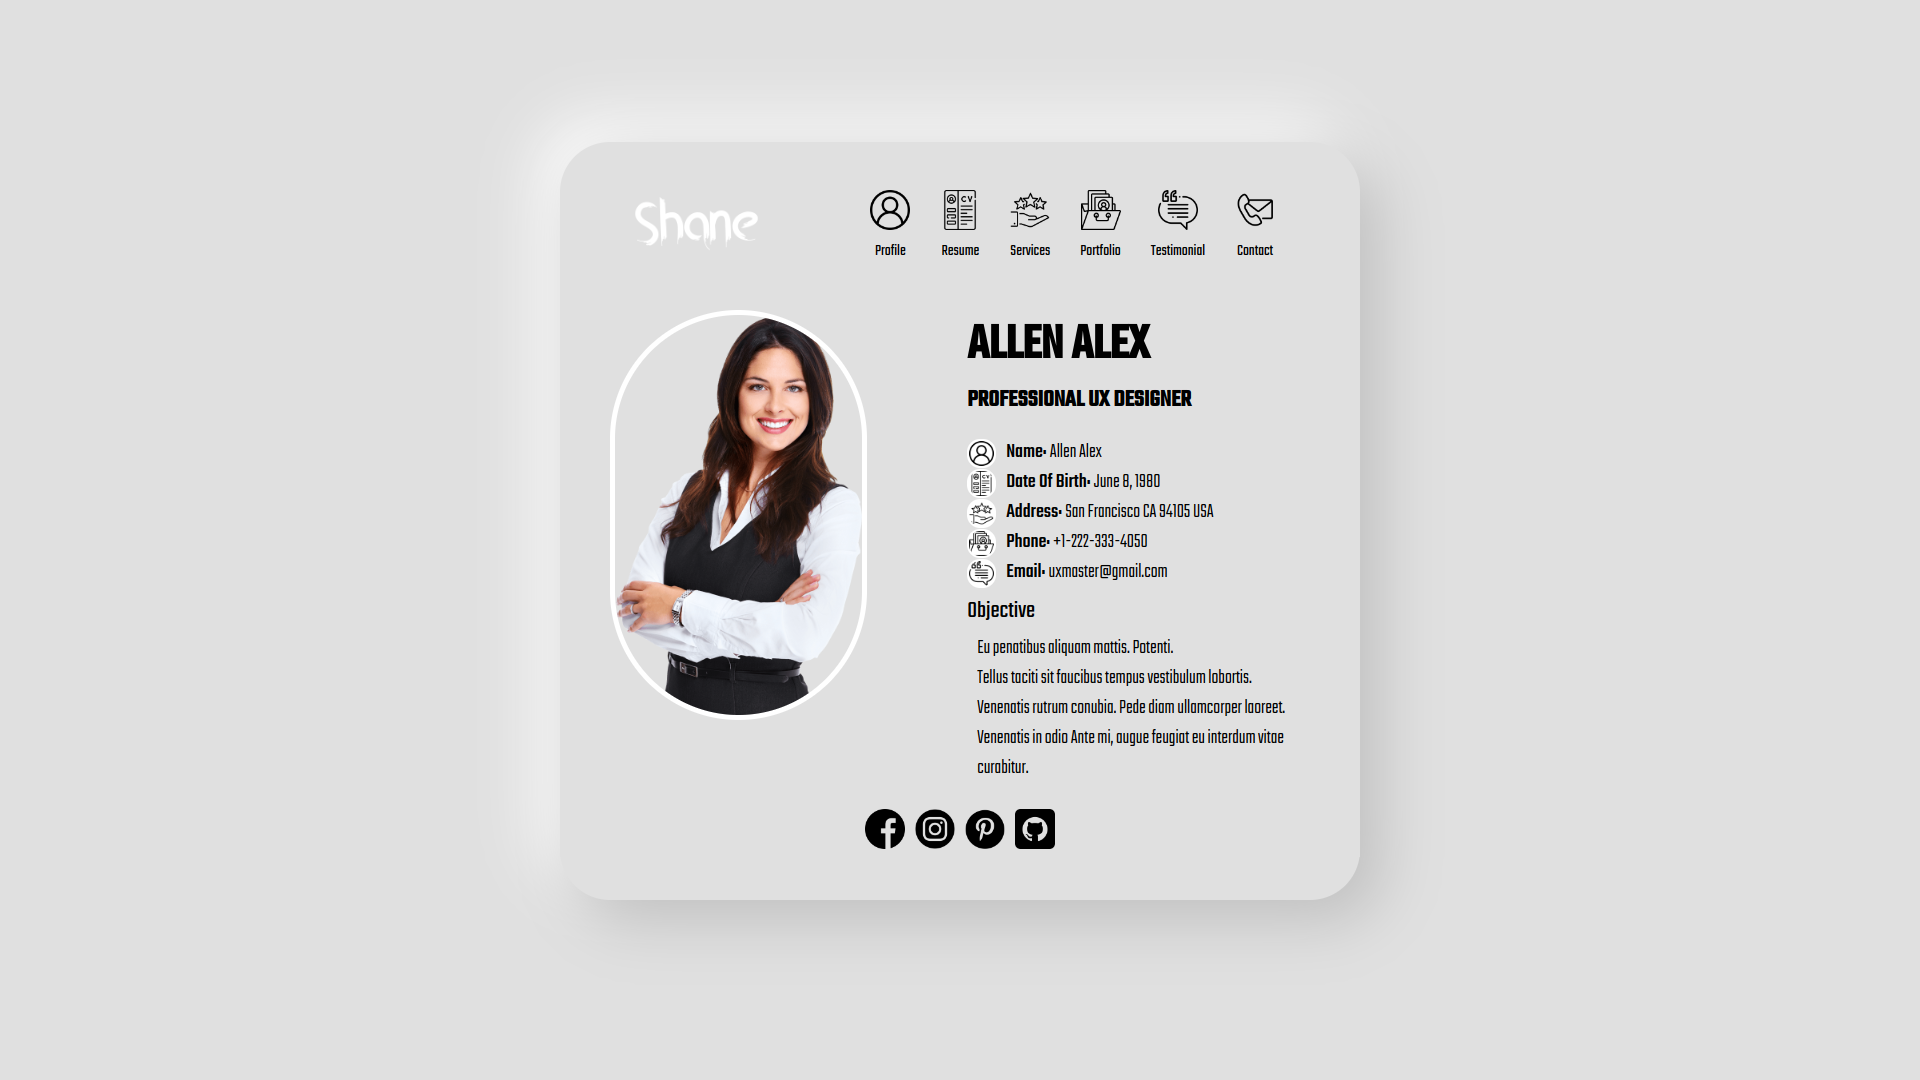 Shane
Profile
Resume
Services
Portfolio
Testimonial
Contact
ALLEN ALEX
PROFESSIONAL UX DESIGNER
Name: Allen Alex
Date Of Birth: June 8, 1980
Address: San Francisco CA 94105 USA
Phone: +1-222-333-4050
Email: uxmaster@gmail.com
Objective
Eu penatibus aliquam mattis. Potenti.
Tellus taciti sit faucibus tempus vestibulum lobortis.
Venenatis rutrum conubia. Pede diam ullamcorper laoreet.
Venenatis in odio Ante mi, augue feugiat eu interdum vitae
curabitur.